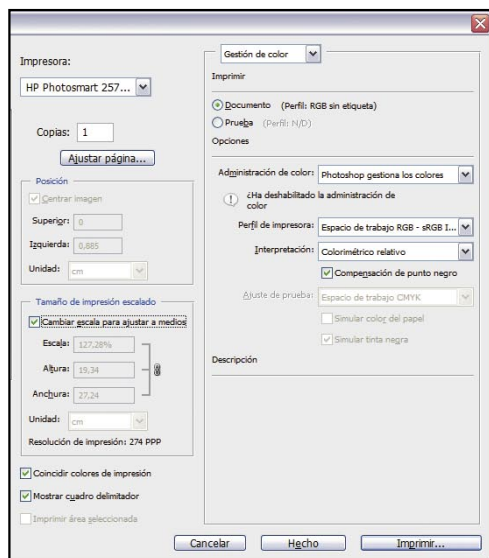 Impresora:
HP Photosmart 257...
Copias: 1
Ajustar página...
Posición
Centrar imagen
Superior: 0
Izquierda: 0,885
Unidad: cm
Tamaño de impresión escalado
Cambiar escala para ajustar a medios
Escala: 127,28%
Altura: 19,34
Anchura: 27,24
Unidad: cm
Resolución de impresión: 274 PPP
Coincidir colores de impresión
Mostrar cuadro delimitador
Imprimir área seleccionada
Gestión de color
Imprimir
Documento (Perfil: RGB sin etiqueta)
Prueba (Perfil: N/D)
Opciones
Administración de color: Photoshop gestiona los colores
¿Ha deshabilitado la administración de
color
Perfil de impresora: Espacio de trabajo RGB - sRGB I...
Interpretación: Colorimétrico relativo
Compensación de punto negro
Ajuste de prueba: Espacio de trabajo CMYK
Simular color del papel
Simular tinta negra
Descripción
Cancelar
Hecho
Imprimir...